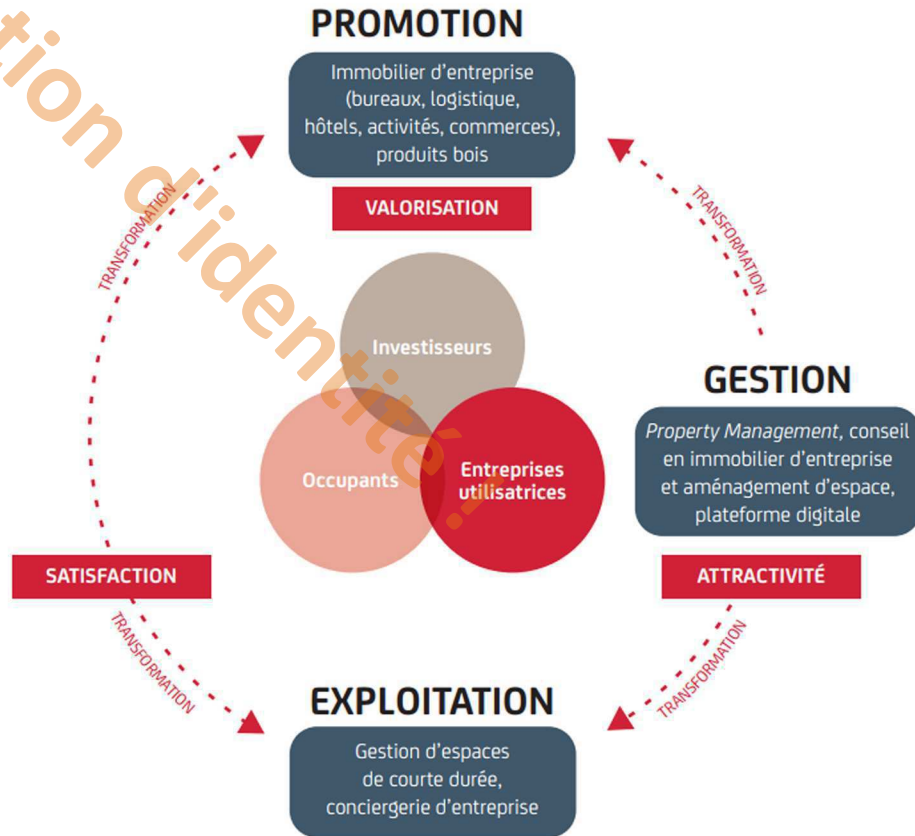 PROMOTION
Immobilier d'entreprise
(bureaux, logistique,
hôtels, activités, commerces),
produits bois
VALORISATION
TRANSFORMATION
TRANSFORMATION
Investisseurs
Occupants
Entreprises
utilisatrices
GESTION
Property Management, conseil
en immobilier d'entreprise
et aménagement d'espace,
plateforme digitale
SATISFACTION
ATTRACTIVITÉ
TRANSFORMATION
TRANSFORMATION
EXPLOITATION
Gestion d'espaces
de courte durée,
conciergerie d'entreprise
tion d'identité !